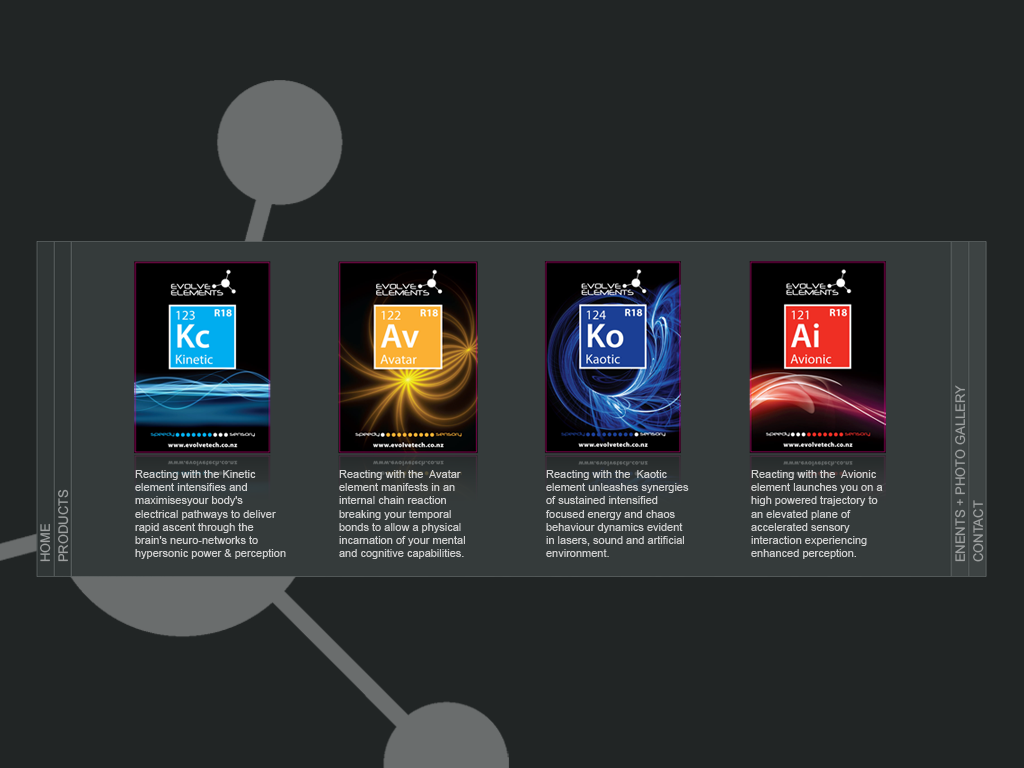 HOME
PRODUCTS
EVOLVE
ELEMENTS
123 R18
Kc
Kinetic
speedy sensory
www.evolvetech.co.nz
Reacting with the Kinetic
element intensifies and
maximisesyour body's
electrical pathways to deliver
rapid ascent through the
brain's neuro-networks to
hypersonic power & perception
EVOLVE
ELEMENTS
122 R18
Av
Avatar
speedy sensory
www.evolvetech.co.nz
Reacting with the Avatar
element manifests in an
internal chain reaction
breaking your temporal
bonds to allow a physical
incarnation of your mental
and cognitive capabilities.
EVOLVE
ELEMENTS
124 R18
Ko
Kaotic
speedy sensory
www.evolvetech.co.nz
Reacting with the Kaotic
element unleashes synergies
of sustained intensified
focused energy and chaos
behaviour dynamics evident
in lasers, sound and artificial
environment.
EVOLVE
ELEMENTS
121 R18
Ai
Avionic
speedy sensory
www.evolvetech.co.nz
Reacting with the Avionic
element launches you on a
high powered trajectory to
an elevated plane of
accelerated sensory
interaction experiencing
enhanced perception.
ENENTS + PHOTO GALLERY
CONTACT